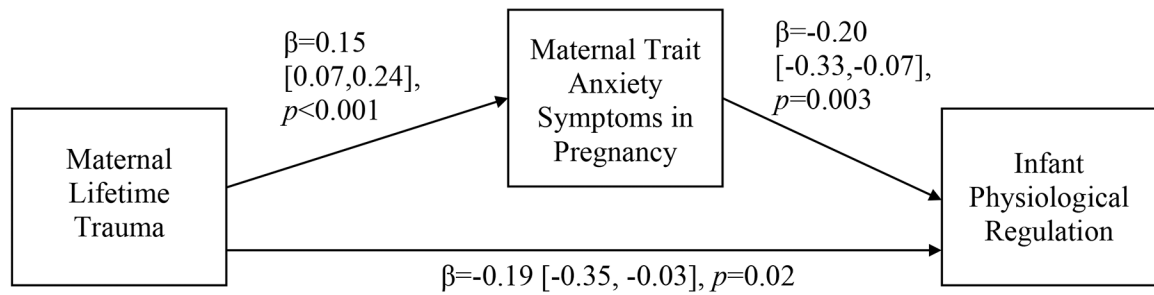 β=0.15
[0.07,0.24],
p<0.001
Maternal Trait
Anxiety
Symptoms in
Pregnancy
β=-0.20
[-0.33,-0.07],
p=0.003
Maternal
Lifetime
Trauma
Infant
Physiological
Regulation
β=-0.19 [-0.35, -0.03], p=0.02